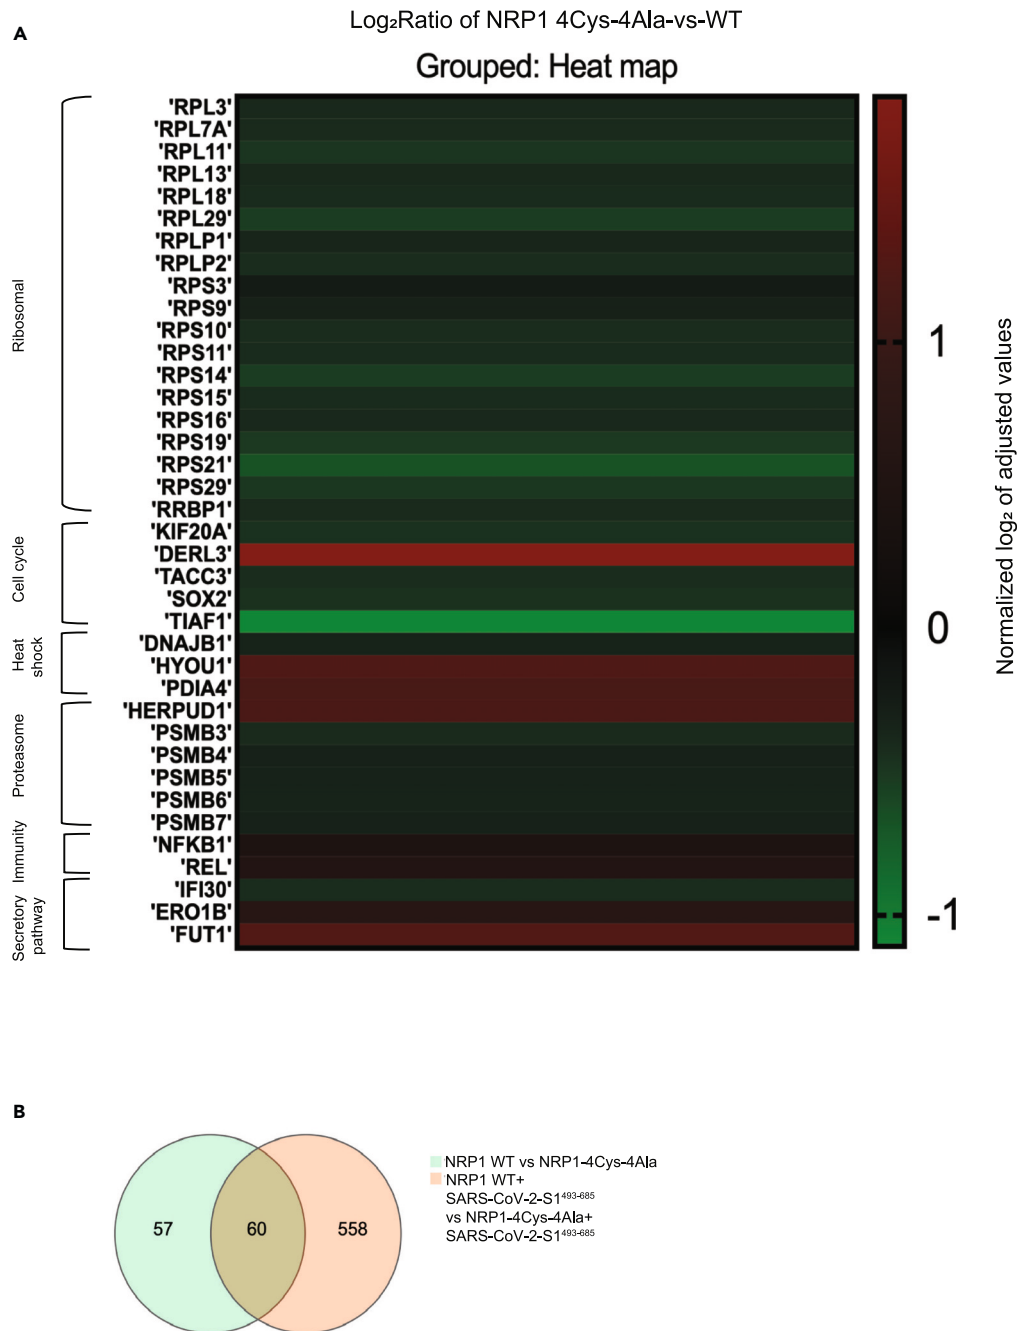 A
Log₂Ratio of NRP1 4Cys-4Ala-vs-WT
Grouped: Heat map
'RPL3'
'RPL7A'
'RPL11'
'RPL13'
'RPL18'
'RPL29'
'RPLP1'
'RPLP2'
'RPS3'
'RPS9'
'RPS10'
'RPS11'
'RPS14'
'RPS15'
'RPS16'
'RPS19'
'RPS21'
'RPS29'
'RRBP1'
'KIF20A'
'DERL3'
'TACC3'
'SOX2'
'TIAF1'
'DNAJB1'
'HYOU1'
'PDIA4'
'HERPUD1'
'PSMB3'
'PSMB4'
'PSMB5'
'PSMB6'
'PSMB7'
'NFKB1'
'REL'
'IFI30'
'ERO1B'
'FUT1'
Ribosomal
Cell cycle
Heat
shock
Proteasome
Immunity
Secretory
pathway
1
0
-1
Normalized log₂ of adjusted values
B
57
60
558
NRP1 WT vs NRP1-4Cys-4Ala
NRP1 WT+
SARS-CoV-2-S1⁴⁹³⁻⁶⁸⁵
vs NRP1-4Cys-4Ala+
SARS-CoV-2-S1⁴⁹³⁻⁶⁸⁵